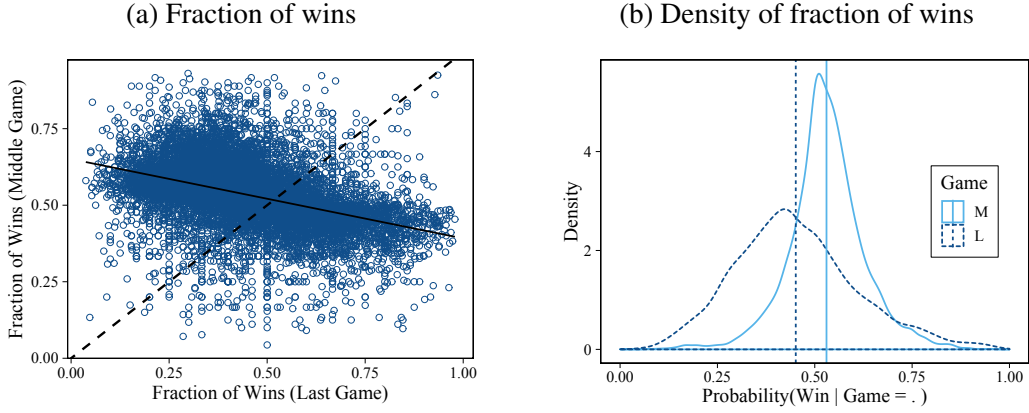 (a) Fraction of wins
Fraction of Wins (Middle Game)
0.75
0.50
0.25
0.00
0.00 0.25 0.50 0.75 1.00
Fraction of Wins (Last Game)
(b) Density of fraction of wins
Density
4
2
0
Game
M
L
0.00 0.25 0.50 0.75 1.00
Probability(Win | Game = . )